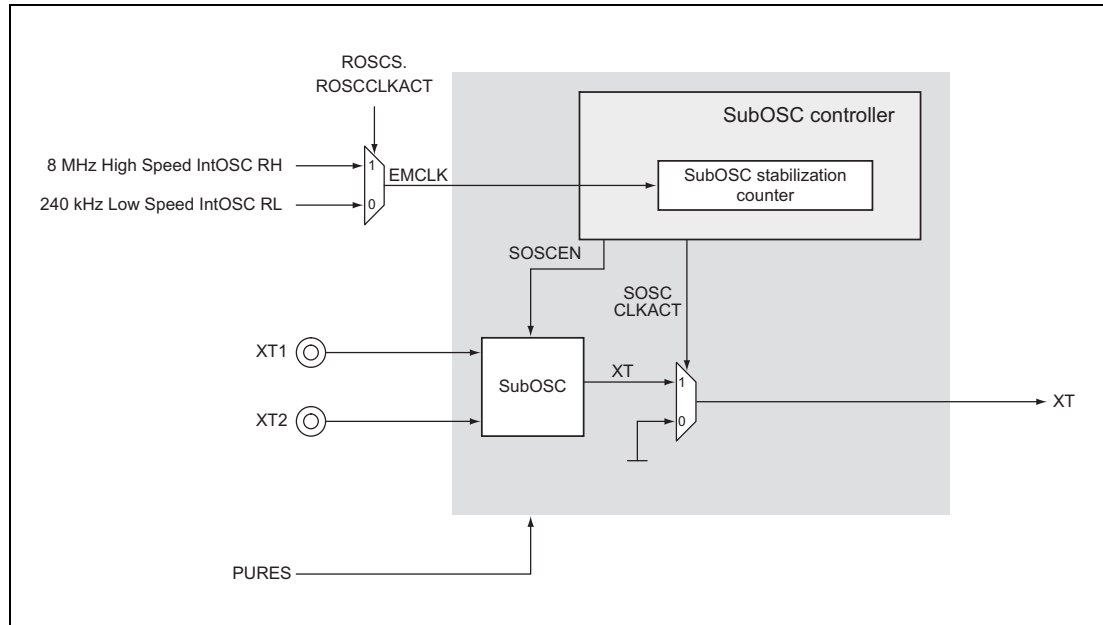 ROSCS.
ROSCCLKACT
SubOSC controller
8 MHz High Speed IntOSC RH
1
EMCLK
SubOSC stabilization
counter
240 kHz Low Speed IntOSC RL
0
SOSCEN
SOSC
CLKACT
XT1
XT
1
SubOSC
XT
XT2
0
PURES